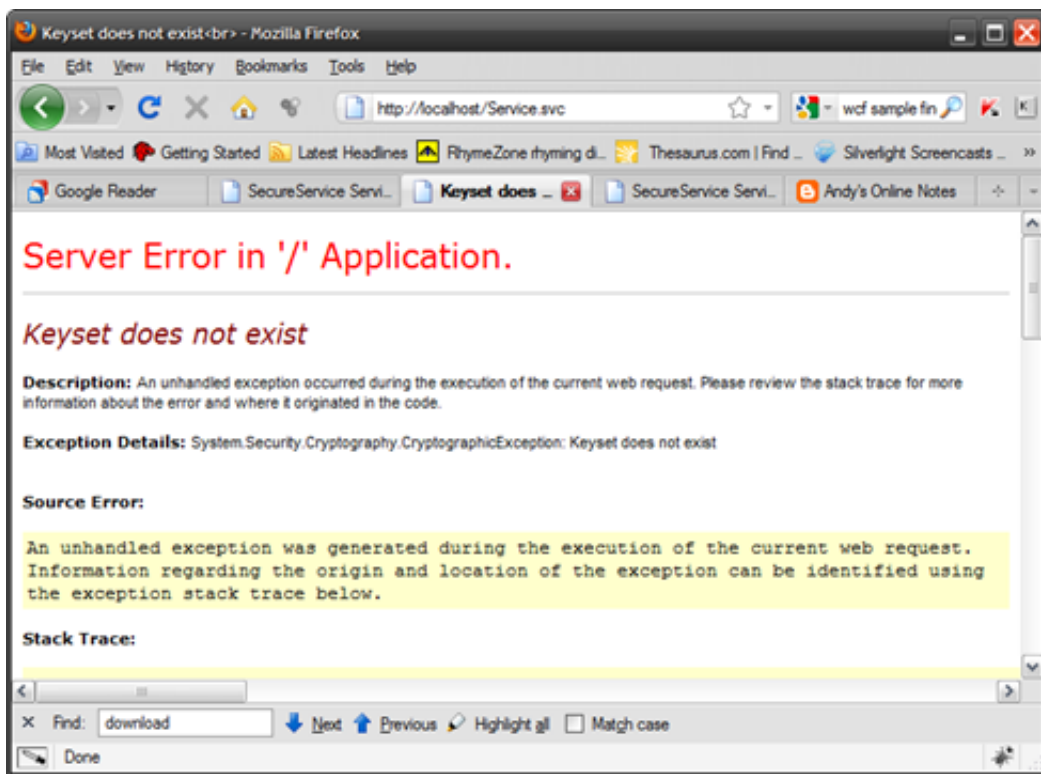 Keyset does not exist<br> - Mozilla Firefox
File Edit View History Bookmarks Tools Help
http://localhost/Service.svc wcf sample fin K
Most Visited Getting Started Latest Headlines RhymeZone rhyming di... Thesaurus.com | Find ... Silverlight Screencasts ... »
Google Reader SecureService Servi... Keyset does ... SecureService Servi... Andy's Online Notes
Server Error in '/' Application.
Keyset does not exist
Description: An unhandled exception occurred during the execution of the current web request. Please review the stack trace for more
information about the error and where it originated in the code.
Exception Details: System.Security.Cryptography.CryptographicException: Keyset does not exist
Source Error:
An unhandled exception was generated during the execution of the current web request.
Information regarding the origin and location of the exception can be identified using
the exception stack trace below.
Stack Trace:
× Find: download Next Previous Highlight all Match case
Done